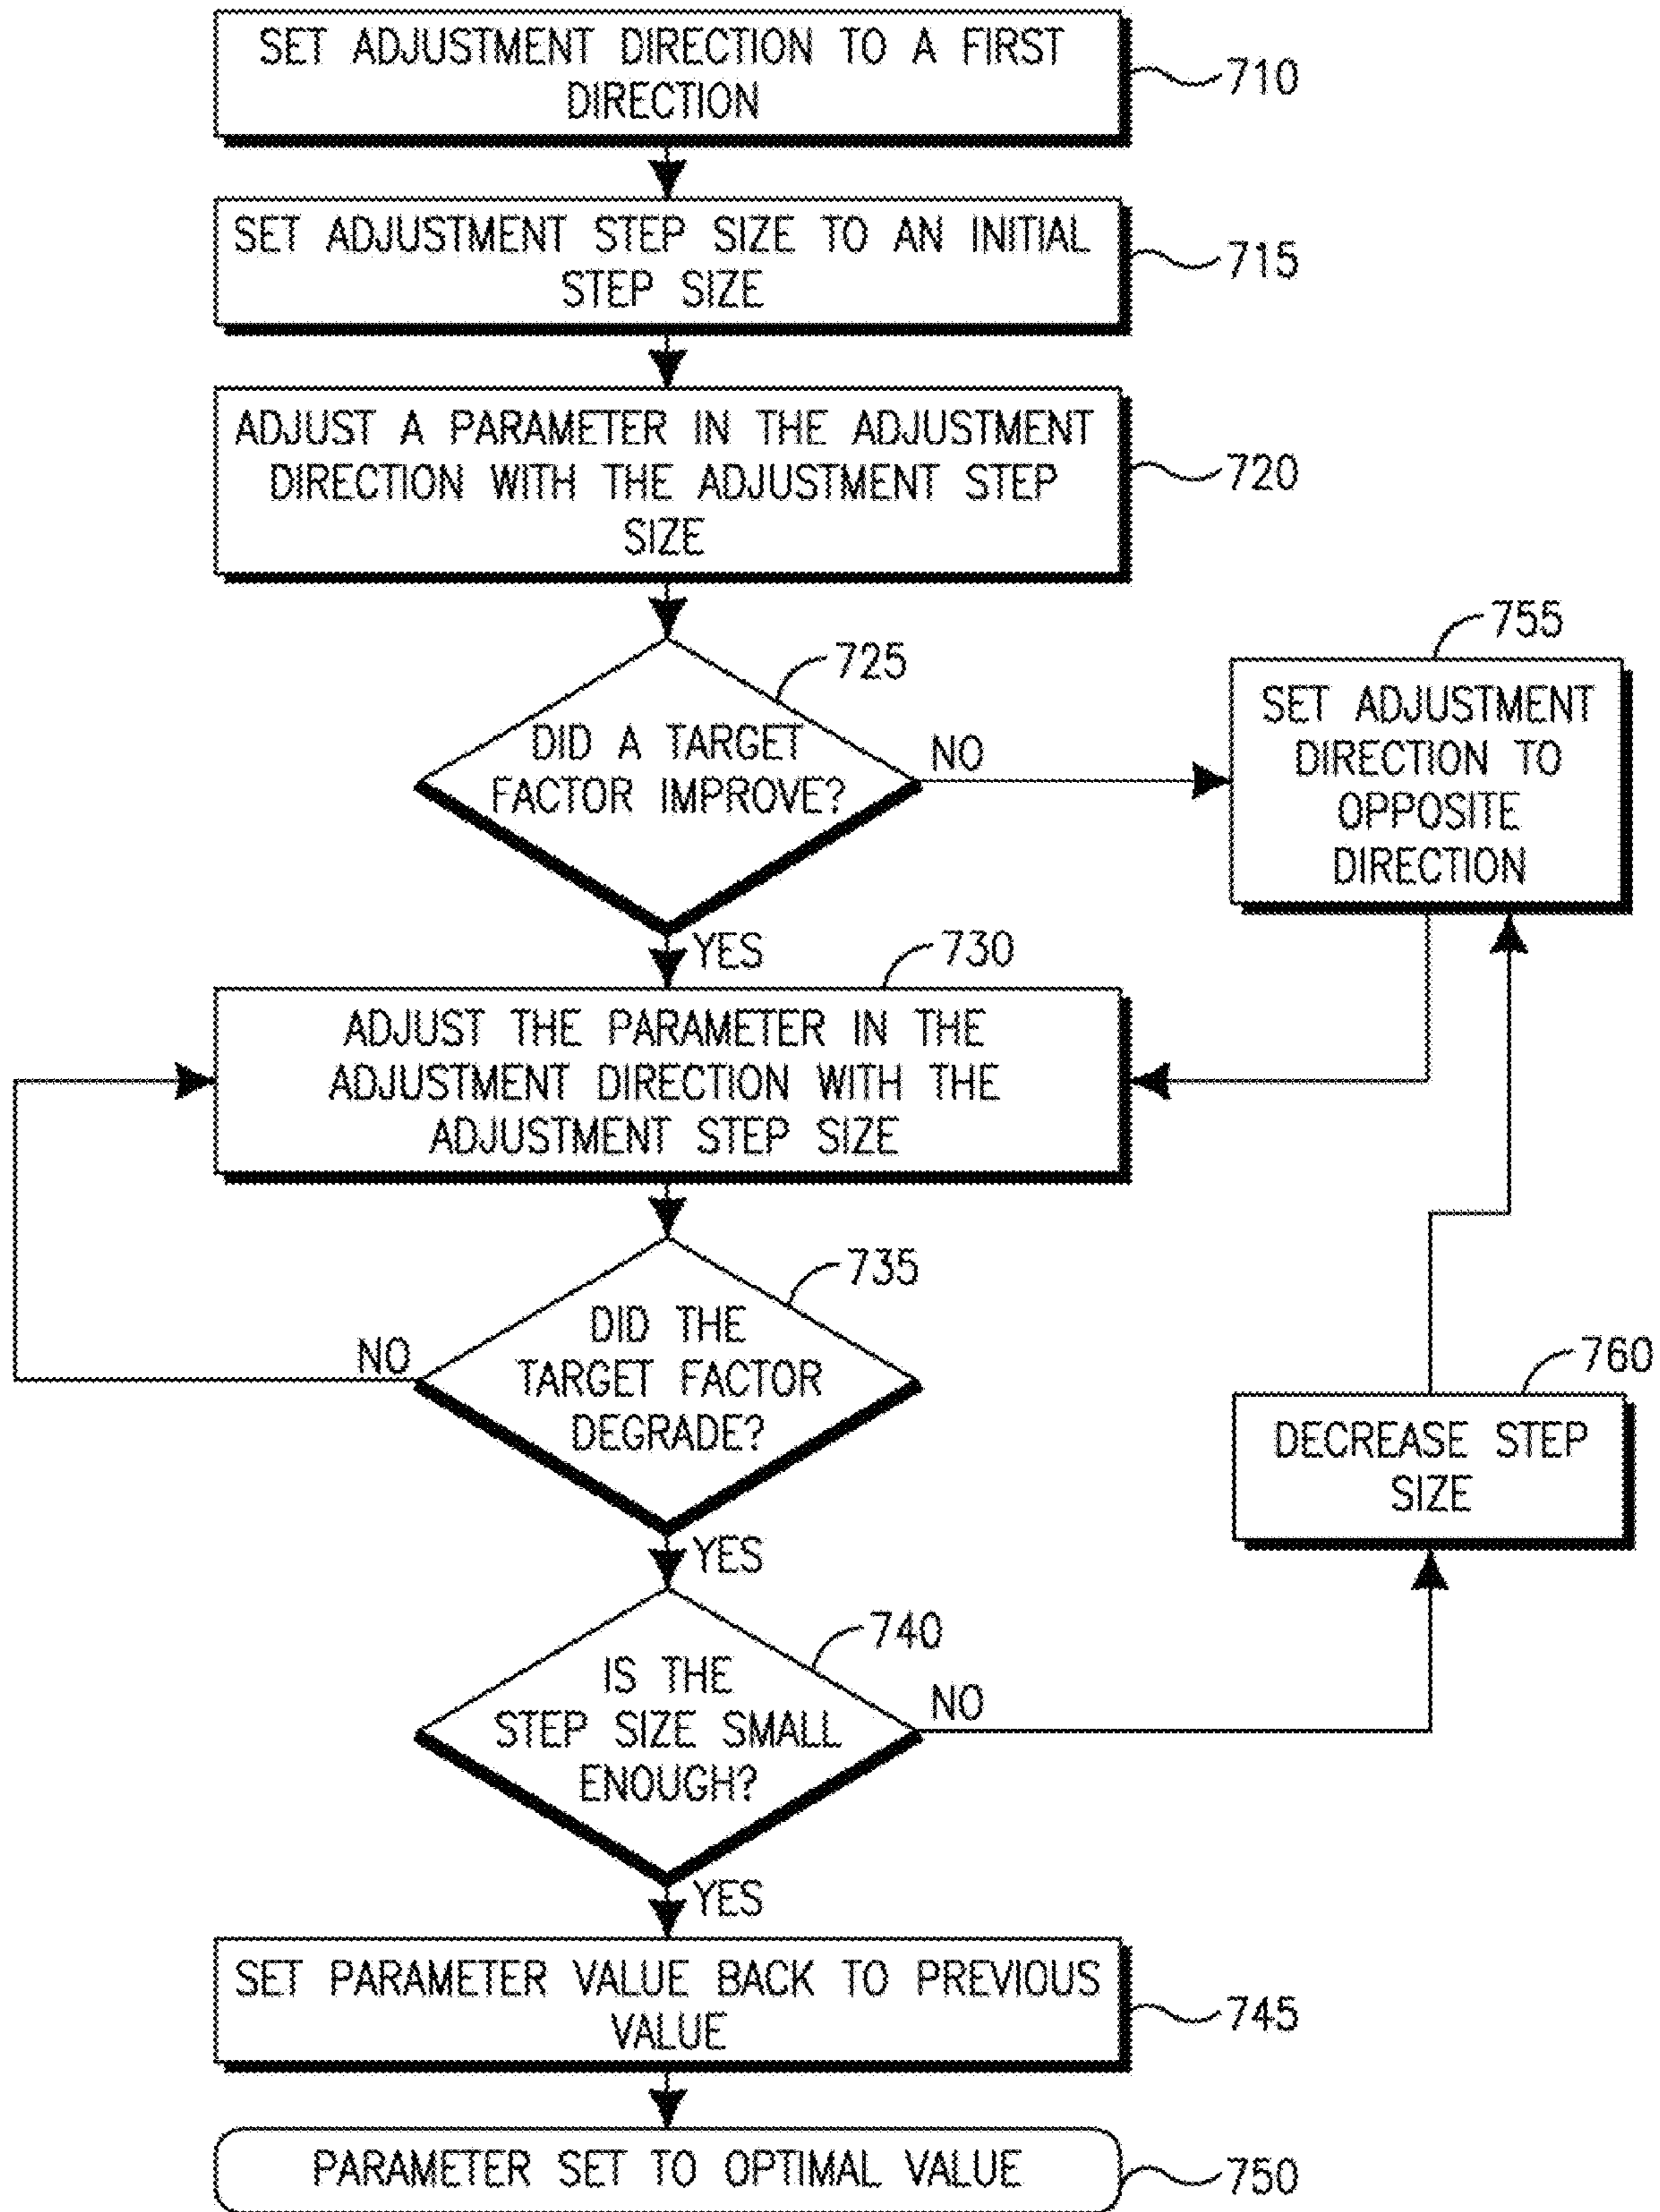 SET ADJUSTMENT DIRECTION TO A FIRST
DIRECTION
710
SET ADJUSTMENT STEP SIZE TO AN INITIAL
STEP SIZE
715
ADJUST A PARAMETER IN THE ADJUSTMENT
DIRECTION WITH THE ADJUSTMENT STEP
SIZE
720
725
DID A TARGET
FACTOR IMPROVE?
NO
YES
755
SET ADJUSTMENT
DIRECTION TO
OPPOSITE
DIRECTION
730
ADJUST THE PARAMETER IN THE
ADJUSTMENT DIRECTION WITH THE
ADJUSTMENT STEP SIZE
735
DID THE
TARGET FACTOR
DEGRADE?
NO
YES
760
DECREASE STEP
SIZE
740
IS THE
STEP SIZE SMALL
ENOUGH?
NO
YES
SET PARAMETER VALUE BACK TO PREVIOUS
VALUE
745
PARAMETER SET TO OPTIMAL VALUE
750